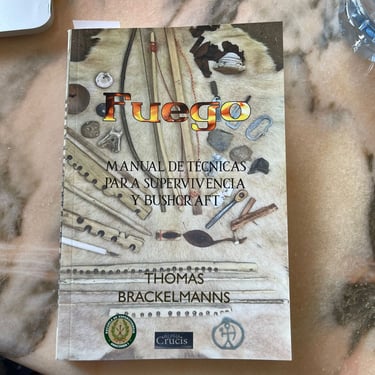 Fuego
MANUAL DE TÉCNICAS
PARA SUPERVIVENCIA
Y BUSHCRAFT
THOMAS
BRACKELMANNS
Crucis